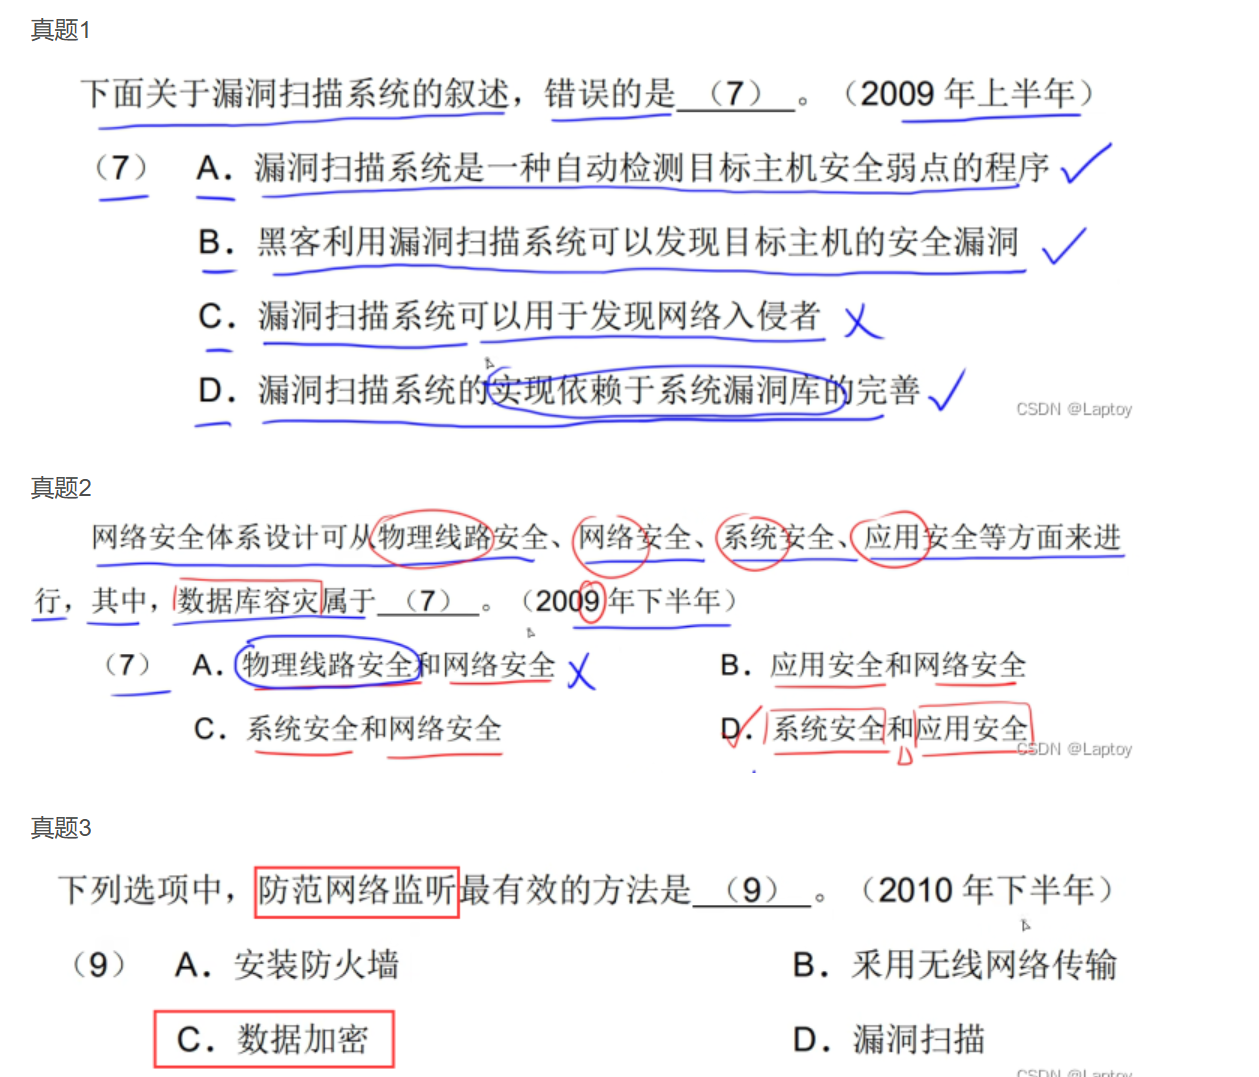 真题1
下面关于漏洞扫描系统的叙述，错误的是（7）。（2009 年上半年）
（7） A．漏洞扫描系统是一种自动检测目标主机安全弱点的程序
B．黑客利用漏洞扫描系统可以发现目标主机的安全漏洞
C．漏洞扫描系统可以用于发现网络入侵者
D．漏洞扫描系统的实现依赖于系统漏洞库的完善
CSDN @Laptoy
真题2
网络安全体系设计可从物理线路安全、网络安全、系统安全、应用安全等方面来进
行，其中，数据库容灾属于（7）。（2009 年下半年）
（7） A．物理线路安全和网络安全 B．应用安全和网络安全
C．系统安全和网络安全 D．系统安全和应用安全
CSDN @Laptoy
真题3
下列选项中，防范网络监听最有效的方法是（9）。（2010 年下半年）
（9） A．安装防火墙 B．采用无线网络传输
C．数据加密 D．漏洞扫描
CSDN @Laptoy